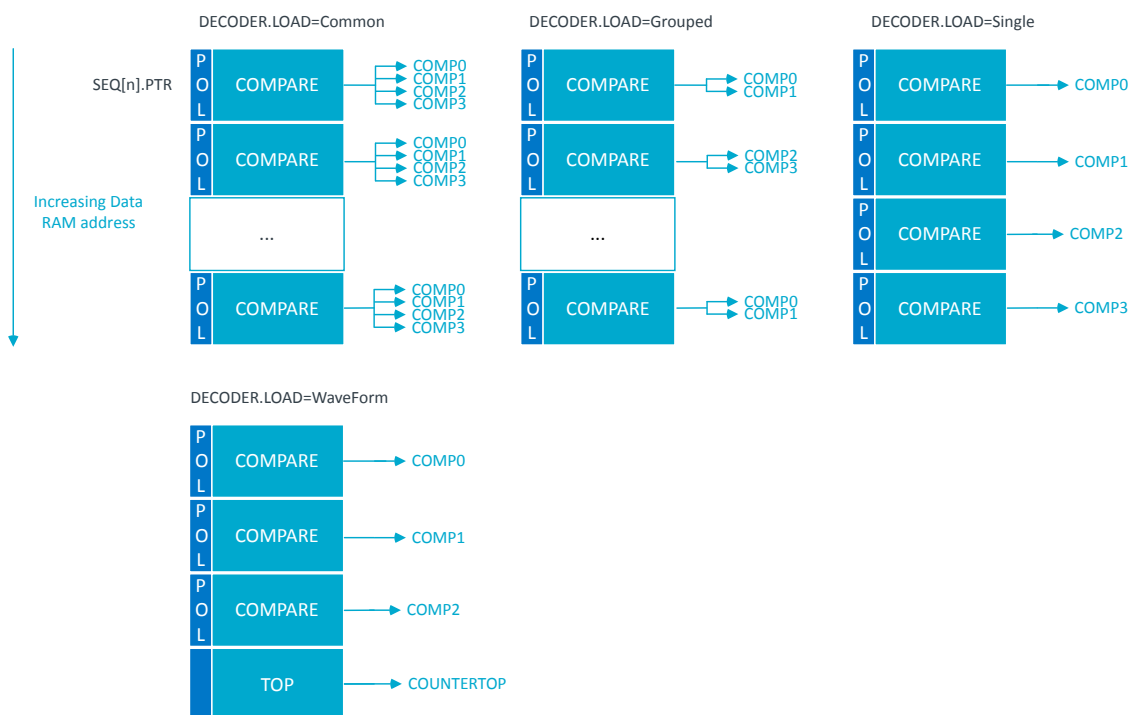 DECODER.LOAD=Common
DECODER.LOAD=Grouped
DECODER.LOAD=Single
SEQ[n].PTR
Increasing Data
RAM address
P
O
L
COMPARE
COMP0
COMP1
COMP2
COMP3
P
O
L
COMPARE
COMP0
COMP1
COMP2
COMP3
...
P
O
L
COMPARE
COMP0
COMP1
COMP2
COMP3
P
O
L
COMPARE
COMP0
COMP1
P
O
L
COMPARE
COMP2
COMP3
...
P
O
L
COMPARE
COMP0
COMP1
P
O
L
COMPARE
COMP0
P
O
L
COMPARE
COMP1
P
O
L
COMPARE
COMP2
P
O
L
COMPARE
COMP3
DECODER.LOAD=WaveForm
P
O
L
COMPARE
COMP0
P
O
L
COMPARE
COMP1
P
O
L
COMPARE
COMP2
TOP
COUNTERTOP